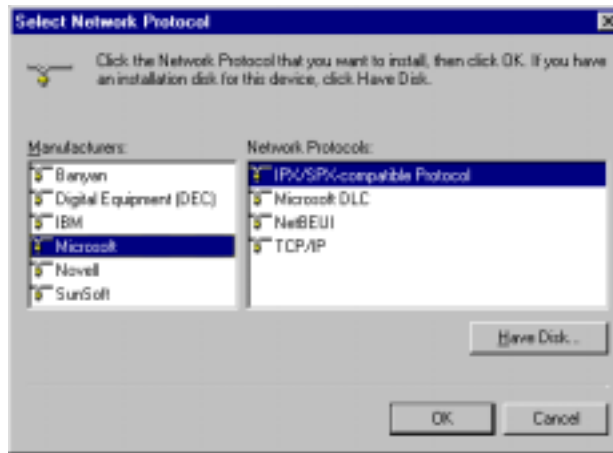 Select Network Protocol
Click the Network Protocol that you want to install, then click OK. If you have
an installation disk for this device, click Have Disk.
Manufacturers:
Banyan
Digital Equipment (DEC)
IBM
Microsoft
Novell
SunSoft
Network Protocols:
IPX/SPX-compatible Protocol
Microsoft DLC
NetBEUI
TCP/IP
Have Disk...
OK
Cancel